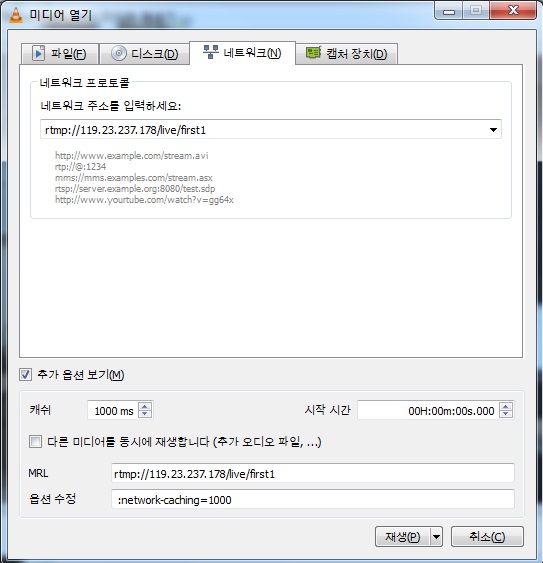 미디어 열기
파일(F) 디스크(D) 네트워크(N) 캡처 장치(D)
네트워크 프로토콜
네트워크 주소를 입력하세요:
rtmp://119.23.237.178/live/first1
http://www.example.com/stream.avi
rtp://@:1234
mms://mms.examples.com/stream.asx
rtsp://server.example.org:8080/test.sdp
http://www.yourtube.com/watch?v=gg64x
추가 옵션 보기(M)
캐쉬 1000 ms 시작 시간 00H:00m:00s.000
다른 미디어를 동시에 재생합니다 (추가 오디오 파일, ...)
MRL rtmp://119.23.237.178/live/first1
옵션 수정 :network-caching=1000
재생(P) 취소(C)